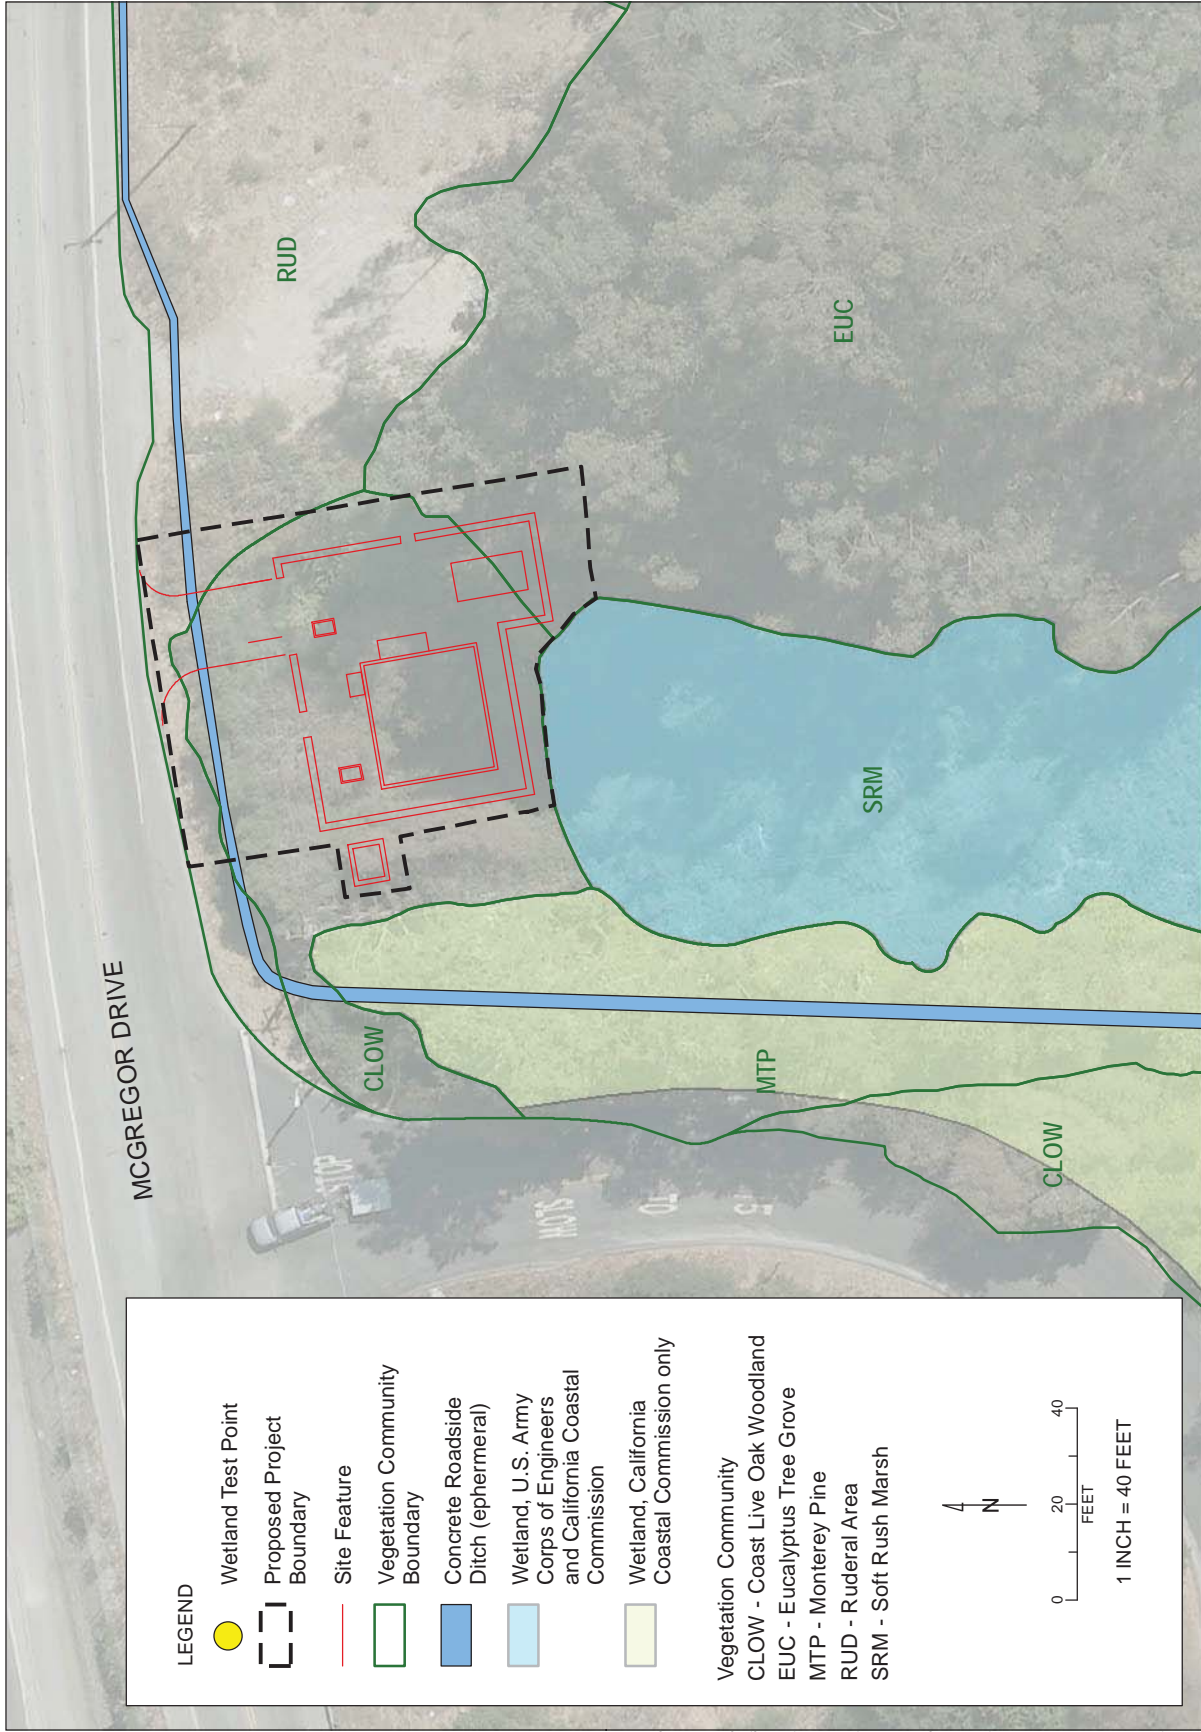 MCGREGOR DRIVE
RUD
EUC
CLOW
MTP
SRM
CLOW
STOP
SLOW
TO
15
LEGEND
Wetland Test Point
Proposed Project
Boundary
Site Feature
Vegetation Community
Boundary
Concrete Roadside
Ditch (ephermeral)
Wetland, U.S. Army
Corps of Engineers
and California Coastal
Commission
Wetland, California
Coastal Commission only
Vegetation Community
CLOW - Coast Live Oak Woodland
EUC - Eucalyptus Tree Grove
MTP - Monterey Pine
RUD - Ruderal Area
SRM - Soft Rush Marsh
N
0 20 40
FEET
1 INCH = 40 FEET